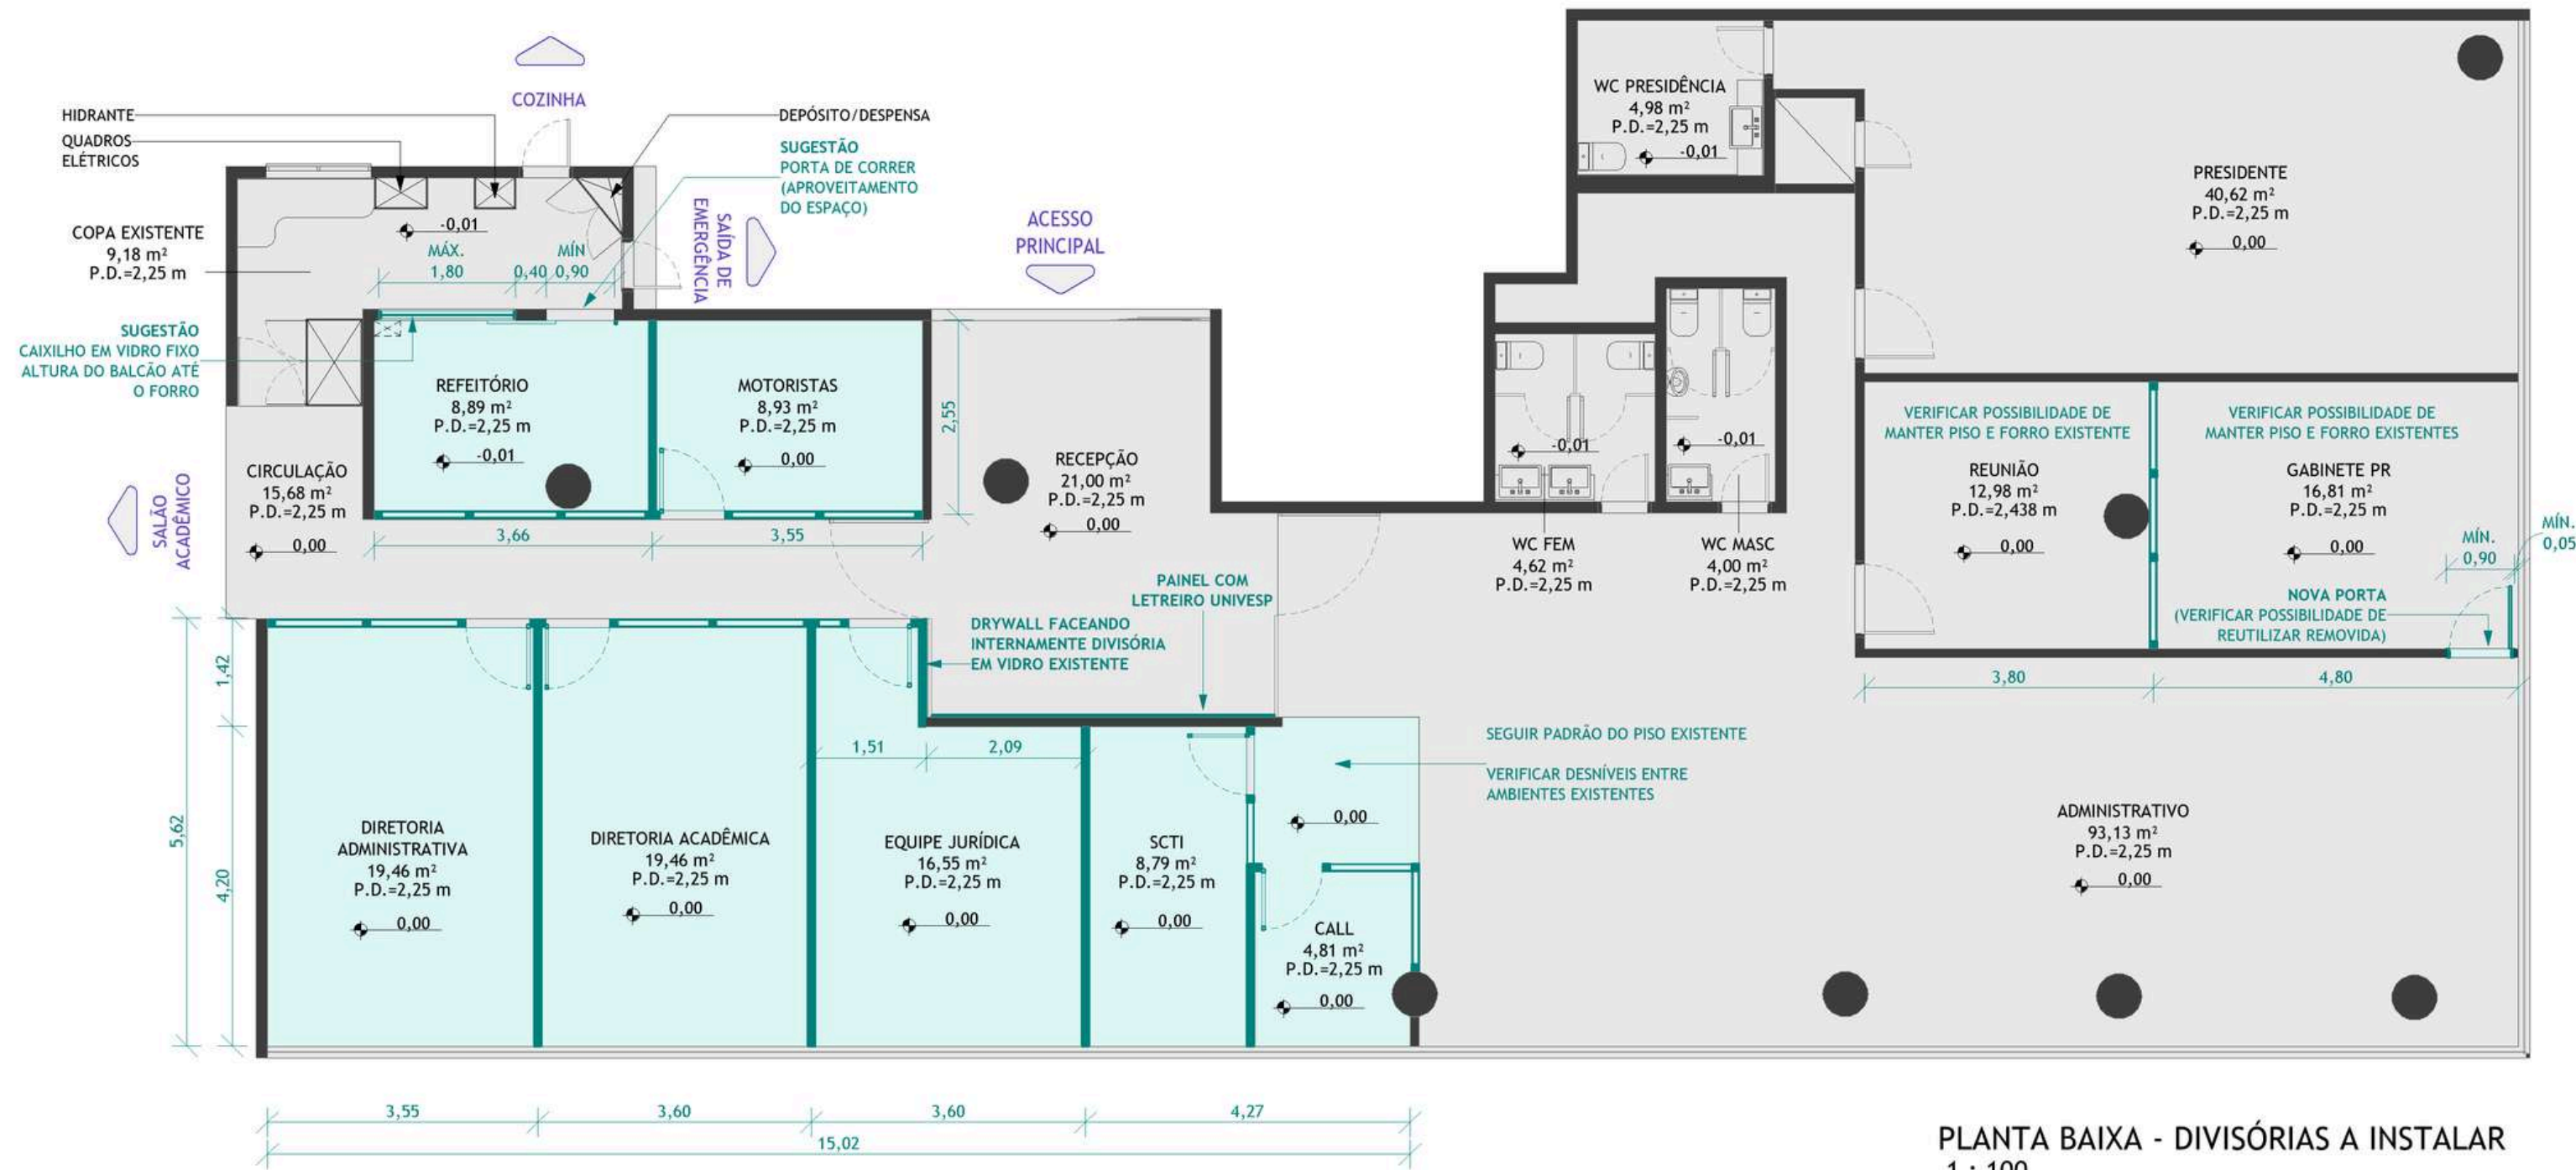 COZINHA
HIDRANTE
QUADROS
ELÉTRICOS
DEPÓSITO/DESPENSA
SUGESTÃO
PORTA DE CORRER
(APROVEITAMENTO
DO ESPAÇO)
COPA EXISTENTE
9,18 m²
P.D.=2,25 m
-0,01
MÁX.
1,80
0,40
MÍN
0,90
SAÍDA DE
EMERGÊNCIA
ACESSO
PRINCIPAL
SUGESTÃO
CAIXILHO EM VIDRO FIXO
ALTURA DO BALCÃO ATÉ
O FORRO
REFEITÓRIO
8,89 m²
P.D.=2,25 m
-0,01
MOTORISTAS
8,93 m²
P.D.=2,25 m
0,00
2,55
RECEPÇÃO
21,00 m²
P.D.=2,25 m
0,00
CIRCULAÇÃO
15,68 m²
P.D.=2,25 m
0,00
SALÃO
ACADÊMICO
3,66
3,55
WC PRESIDÊNCIA
4,98 m²
P.D.=2,25 m
-0,01
PRESIDENTE
40,62 m²
P.D.=2,25 m
0,00
-0,01
-0,01
WC FEM
4,62 m²
P.D.=2,25 m
WC MASC
4,00 m²
P.D.=2,25 m
VERIFICAR POSSIBILIDADE DE
MANTER PISO E FORRO EXISTENTE
REUNIÃO
12,98 m²
P.D.=2,438 m
0,00
VERIFICAR POSSIBILIDADE DE
MANTER PISO E FORRO EXISTENTES
GABINETE PR
16,81 m²
P.D.=2,25 m
0,00
MÍN.
0,90
MÍN.
0,05
NOVA PORTA
(VERIFICAR POSSIBILIDADE DE
REUTILIZAR REMOVIDA)
3,80
4,80
PAINEL COM
LETREIRO UNIVESP
DRYWALL FACEANDO
INTERNAMENTE DIVISÓRIA
EM VIDRO EXISTENTE
1,42
5,62
4,20
1,51
2,09
SEGUIR PADRÃO DO PISO EXISTENTE
VERIFICAR DESNÍVEIS ENTRE
AMBIENTES EXISTENTES
DIRETORIA
ADMINISTRATIVA
19,46 m²
P.D.=2,25 m
0,00
DIRETORIA ACADÊMICA
19,46 m²
P.D.=2,25 m
0,00
EQUIPE JURÍDICA
16,55 m²
P.D.=2,25 m
0,00
SCTI
8,79 m²
P.D.=2,25 m
0,00
0,00
CALL
4,81 m²
P.D.=2,25 m
0,00
ADMINISTRATIVO
93,13 m²
P.D.=2,25 m
0,00
3,55
3,60
3,60
4,27
15,02
PLANTA BAIXA - DIVISÓRIAS A INSTALAR
1 : 100